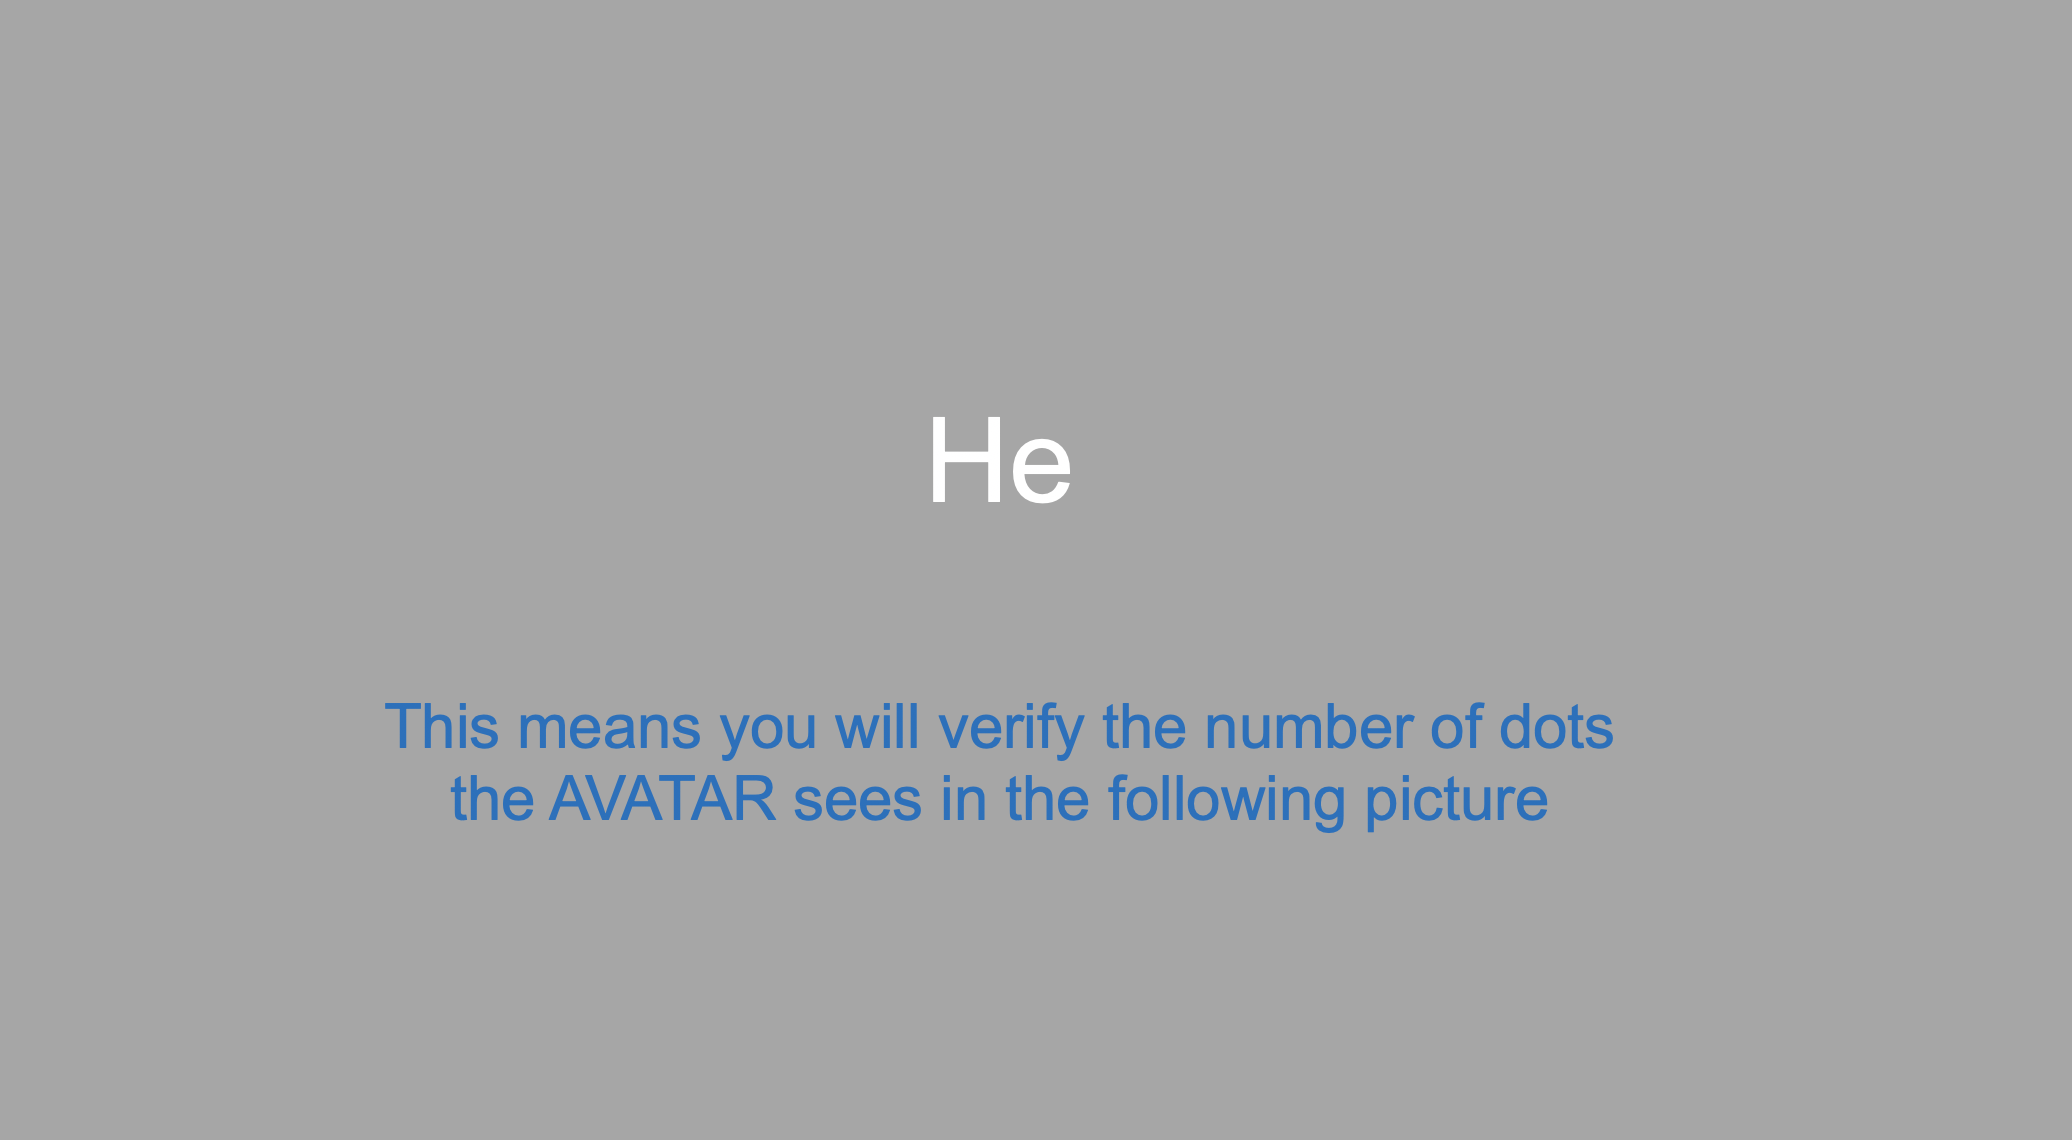 He
This means you will verify the number of dots
the AVATAR sees in the following picture